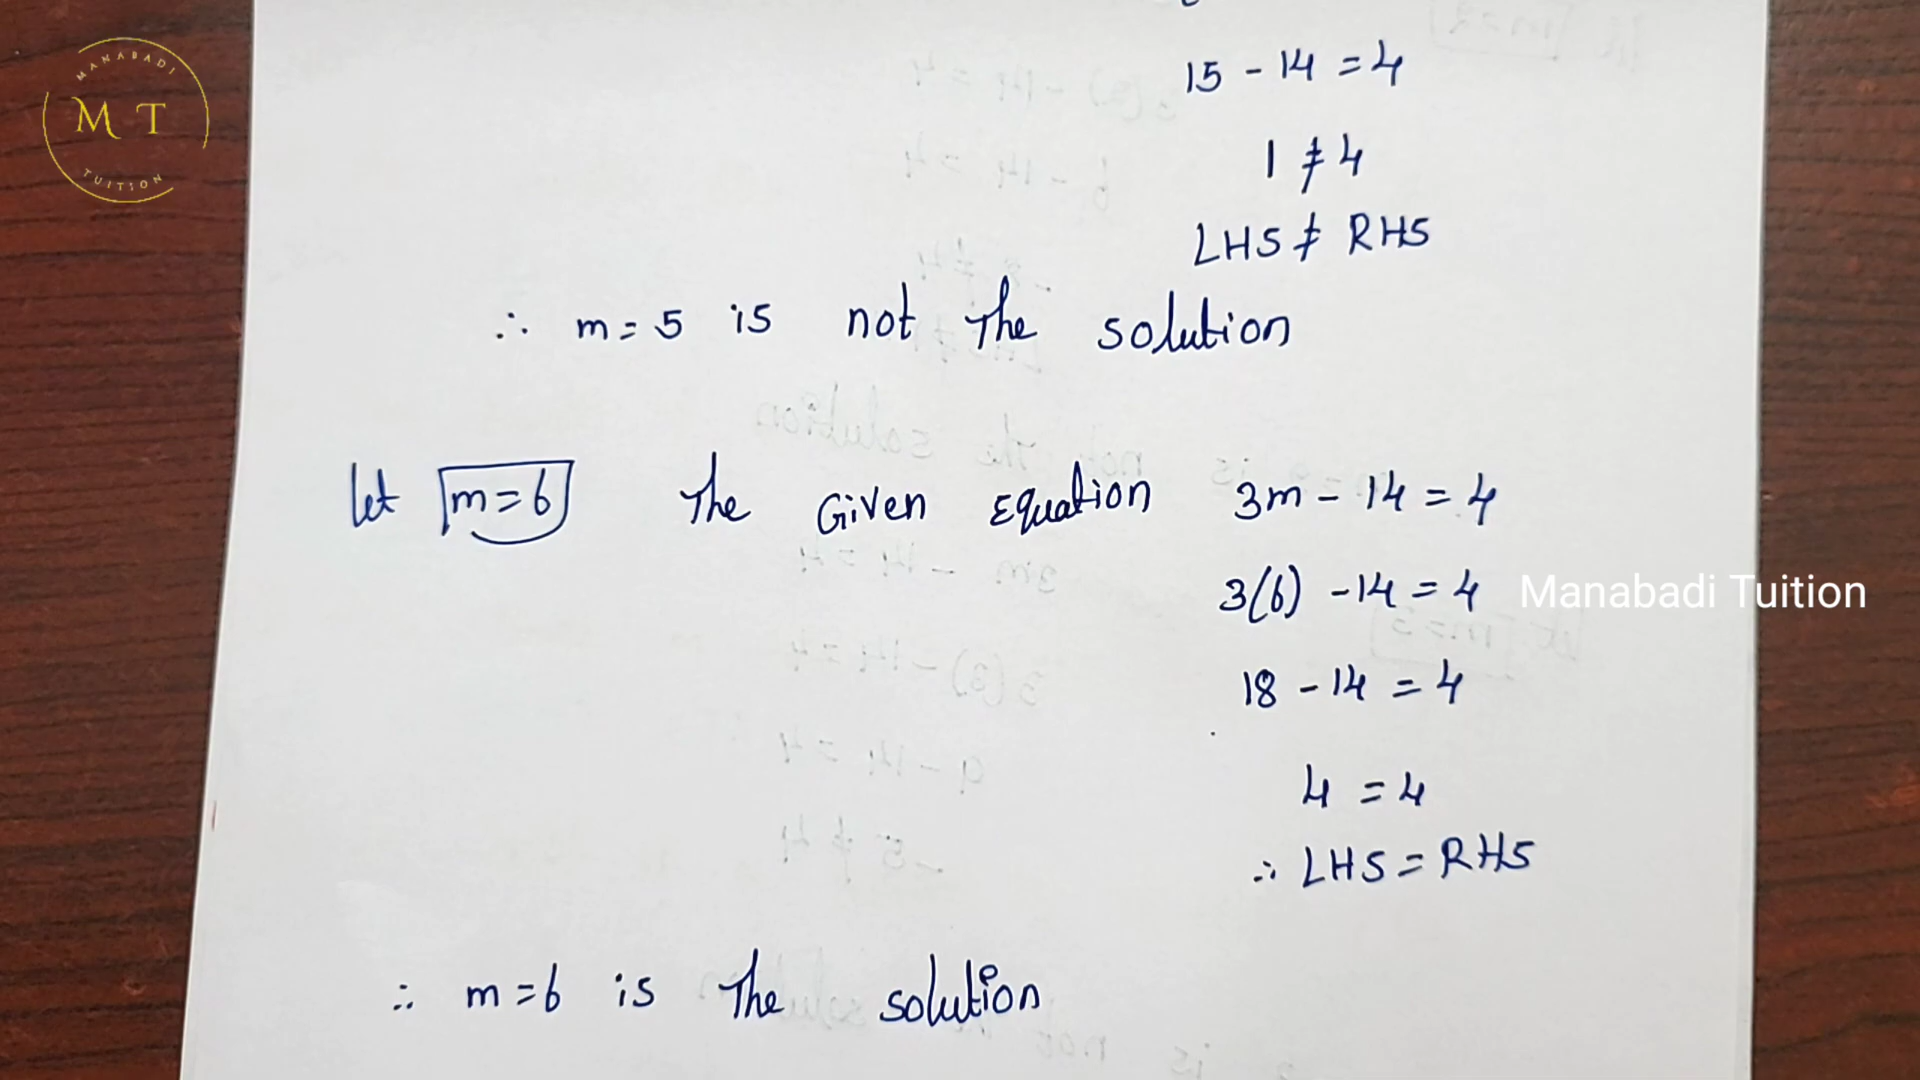 MANABADI
M T
TUITION
15 - 14 = 4
1 ≠ 4
LHS ≠ RHS
∴ m = 5 is not The solution
let m = 6 The Given Equation 3m - 14 = 4
3(6) - 14 = 4
Manabadi Tuition
18 - 14 = 4
4 = 4
∴ LHS = RHS
∴ m = 6 is The solution